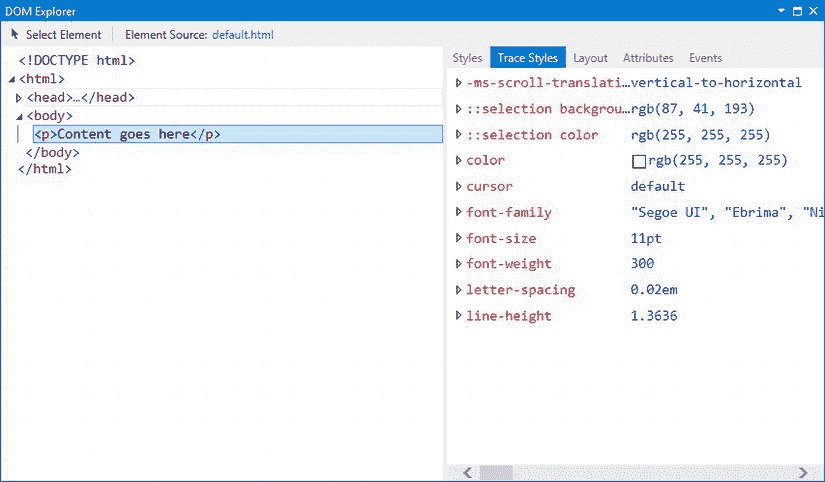 DOM Explorer
Select Element Element Source: default.html
<!DOCTYPE html>
<html>
<head>…</head>
<body>
<p>Content goes here</p>
</body>
</html>
Styles Trace Styles Layout Attributes Events
-ms-scroll-translati... vertical-to-horizontal
::selection backgrou... rgb(87, 41, 193)
::selection color rgb(255, 255, 255)
color rgb(255, 255, 255)
cursor default
font-family "Segoe UI", "Ebrima", "Ni
font-size 11pt
font-weight 300
letter-spacing 0.02em
line-height 1.3636